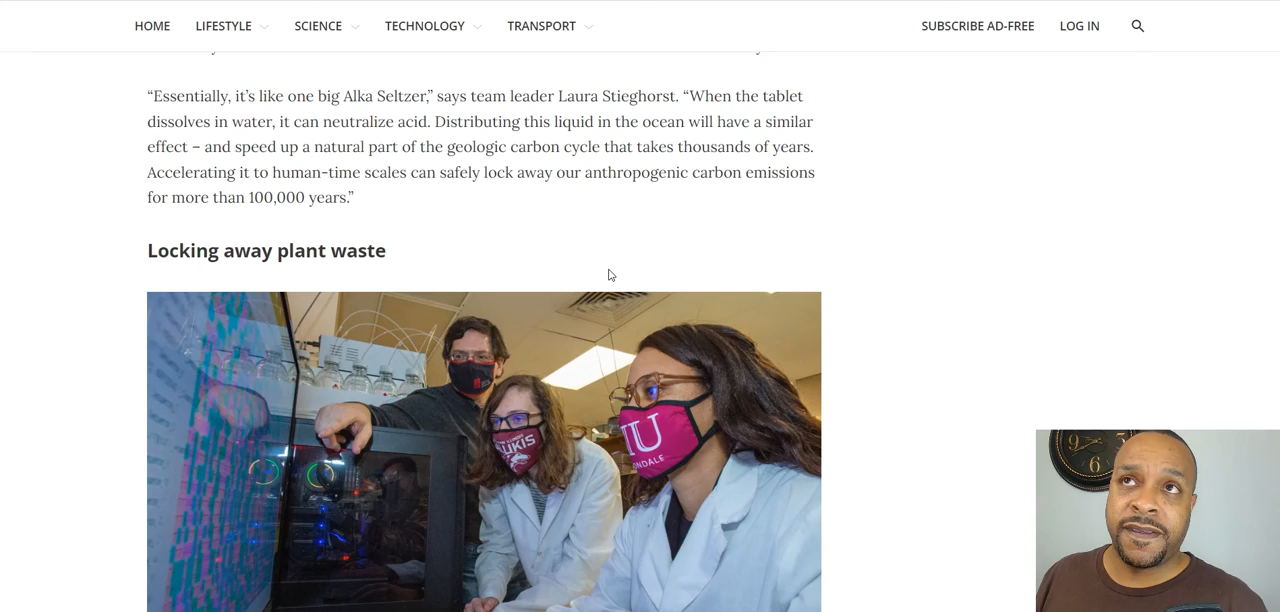 HOME LIFESTYLE SCIENCE TECHNOLOGY TRANSPORT SUBSCRIBE AD-FREE LOG IN
“Essentially, it’s like one big Alka Seltzer,” says team leader Laura Stieghorst. “When the tablet
dissolves in water, it can neutralize acid. Distributing this liquid in the ocean will have a similar
effect – and speed up a natural part of the geologic carbon cycle that takes thousands of years.
Accelerating it to human-time scales can safely lock away our anthropogenic carbon emissions
for more than 100,000 years.”
Locking away plant waste
IU
ONDALE
LUKIS
9 3
6